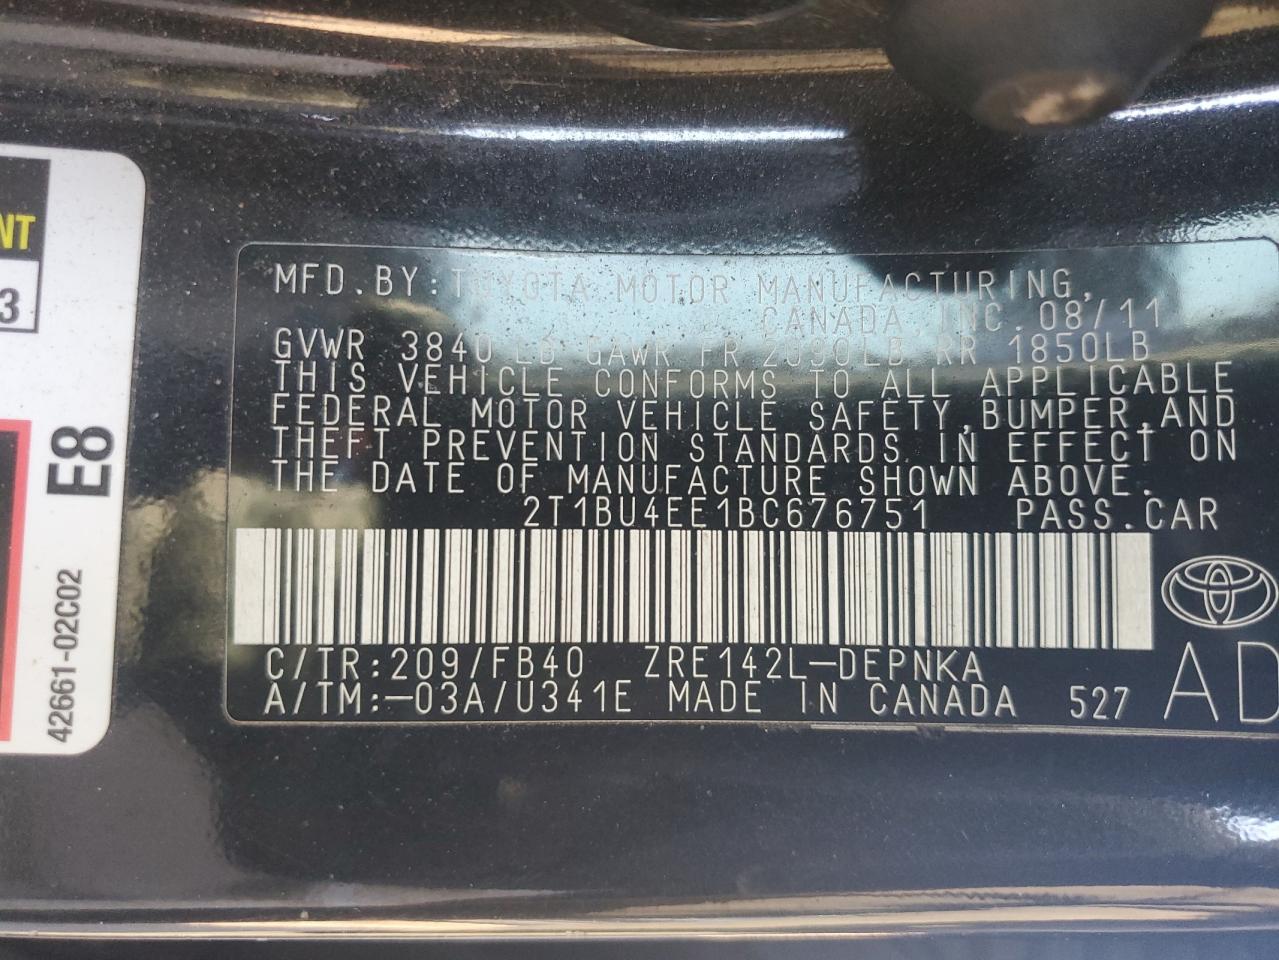 NT
3
E8
42661-02C02
MFD. BY: TOYOTA MOTOR MANUFACTURING,
CANADA, INC. 08/11
GVWR 3840 LB GAWR FR 2090LB RR 1850LB
THIS VEHICLE CONFORMS TO ALL APPLICABLE
FEDERAL MOTOR VEHICLE SAFETY, BUMPER, AND
THEFT PREVENTION STANDARDS IN EFFECT ON
THE DATE OF MANUFACTURE SHOWN ABOVE.
2T1BU4EE1BC676751 PASS. CAR
C/TR: 209/FB40 ZRE142L-DEPNKA
A/TM: -03A/U341E MADE IN CANADA 527 AD